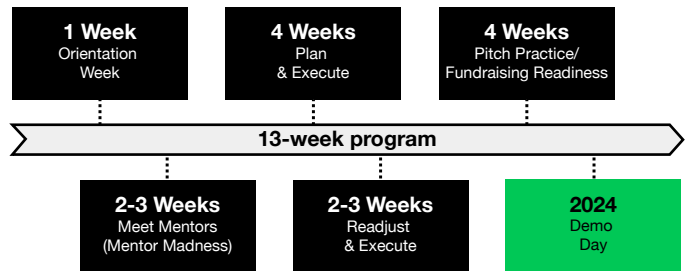 1 Week
Orientation
Week
4 Weeks
Plan
& Execute
4 Weeks
Pitch Practice/
Fundraising Readiness
13-week program
2-3 Weeks
Meet Mentors
(Mentor Madness)
2-3 Weeks
Readjust
& Execute
2024
Demo
Day